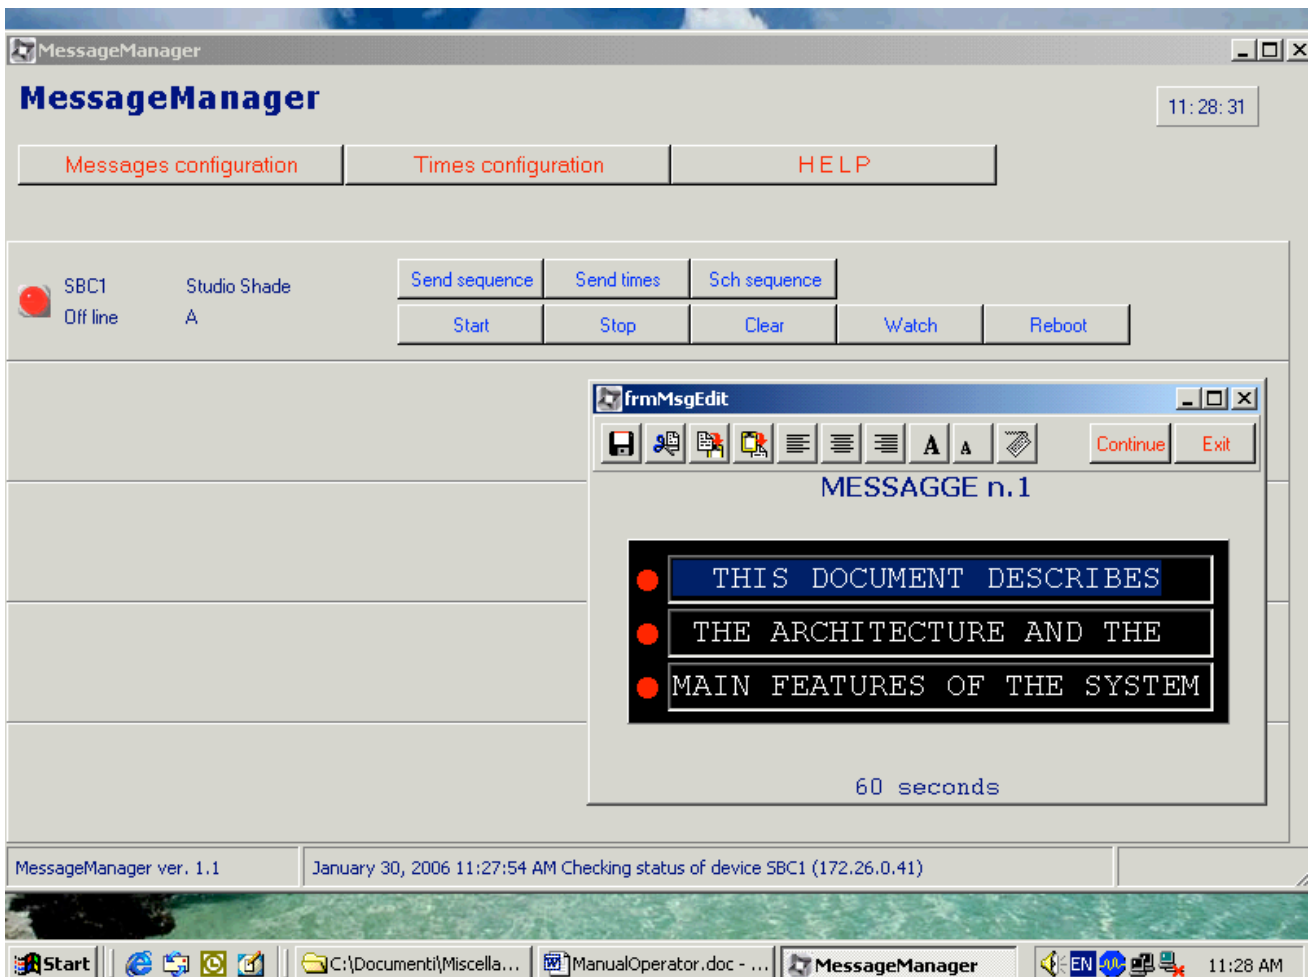 MessageManager
MessageManager
11:28:31
Messages configuration Times configuration HELP
SBC1 Studio Shade Send sequence Send times Sch sequence
Off line A Start Stop Clear Watch Reboot
frmMsgEdit
A A Continue Exit
MESSAGGE n.1
THIS DOCUMENT DESCRIBES
THE ARCHITECTURE AND THE
MAIN FEATURES OF THE SYSTEM
60 seconds
MessageManager ver. 1.1 January 30, 2006 11:27:54 AM Checking status of device SBC1 (172.26.0.41)
Start C:\Documenti\Miscella... ManualOperator.doc - ... MessageManager EN 11:28 AM